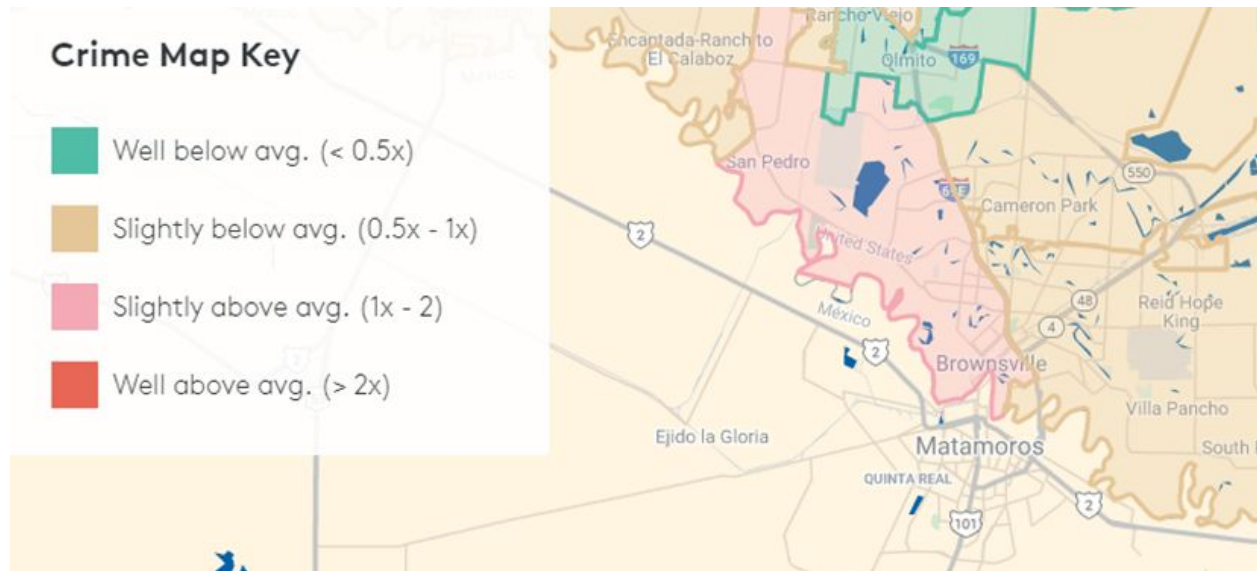 Crime Map Key
Well below avg. (< 0.5x)
Slightly below avg. (0.5x - 1x)
Slightly above avg. (1x - 2)
Well above avg. (> 2x)
Rancho Viejo
Encantada-Ranchito
El Calaboz
Olmito
169
San Pedro
550
Cameron Park
2
United States
México
48
4
Reid Hope
King
2
Brownsville
Villa Pancho
Ejido la Gloria
Matamoros
South
QUINTA REAL
2
101